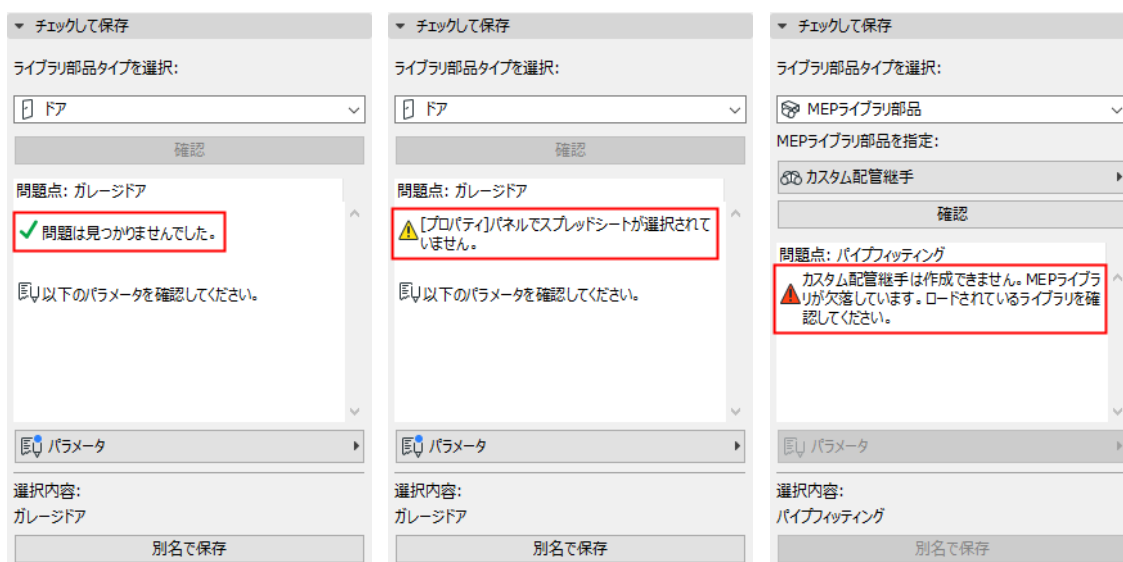 チェックして保存
ライブラリ部品タイプを選択:
ドア
確認
問題点: ガレージドア
問題は見つかりませんでした。
以下のパラメータを確認してください。
パラメータ
選択内容:
ガレージドア
別名で保存
チェックして保存
ライブラリ部品タイプを選択:
ドア
確認
問題点: ガレージドア
[プロパティ]パネルでスプレッドシートが選択されて
いません。
以下のパラメータを確認してください。
パラメータ
選択内容:
ガレージドア
別名で保存
チェックして保存
ライブラリ部品タイプを選択:
MEPライブラリ部品
MEPライブラリ部品を指定:
カスタム配管継手
確認
問題点: パイプフィッティング
カスタム配管継手は作成できません。MEPライブラ
リが欠落しています。ロードされているライブラリを確
認してください。
パラメータ
選択内容:
パイプフィッティング
別名で保存